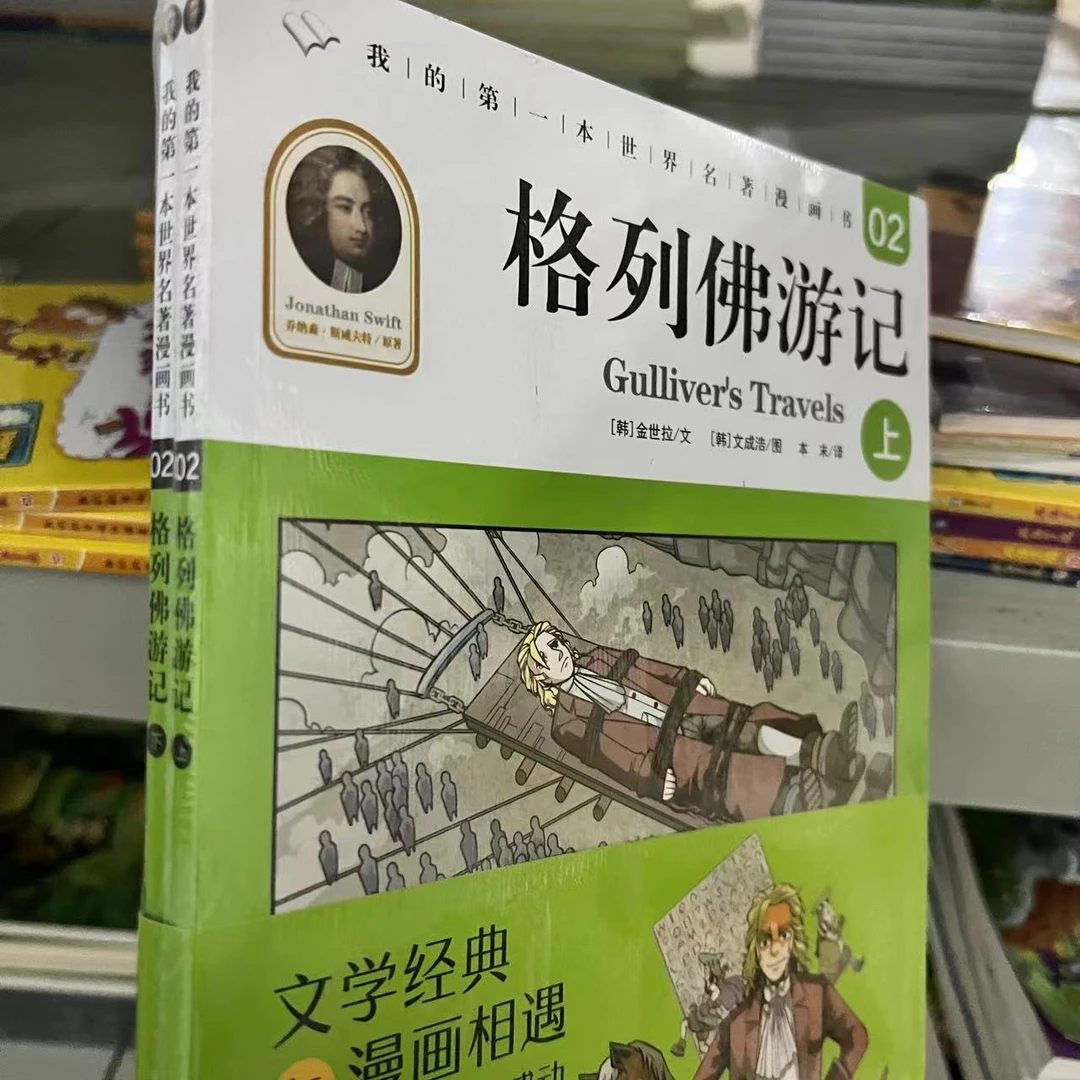 我的第一本世界名著漫画书
02
格列佛游记
Gulliver's Travels
上
[韩]金世拉/文 [韩]文成浩/图 本末/译
Jonathan Swift
乔纳森·斯威夫特/原著
文学经典
漫画相遇
我的第一本世界名著漫画书
02
格列佛游记
下
我的第一本世界名著漫画书
02
格列佛游记
上